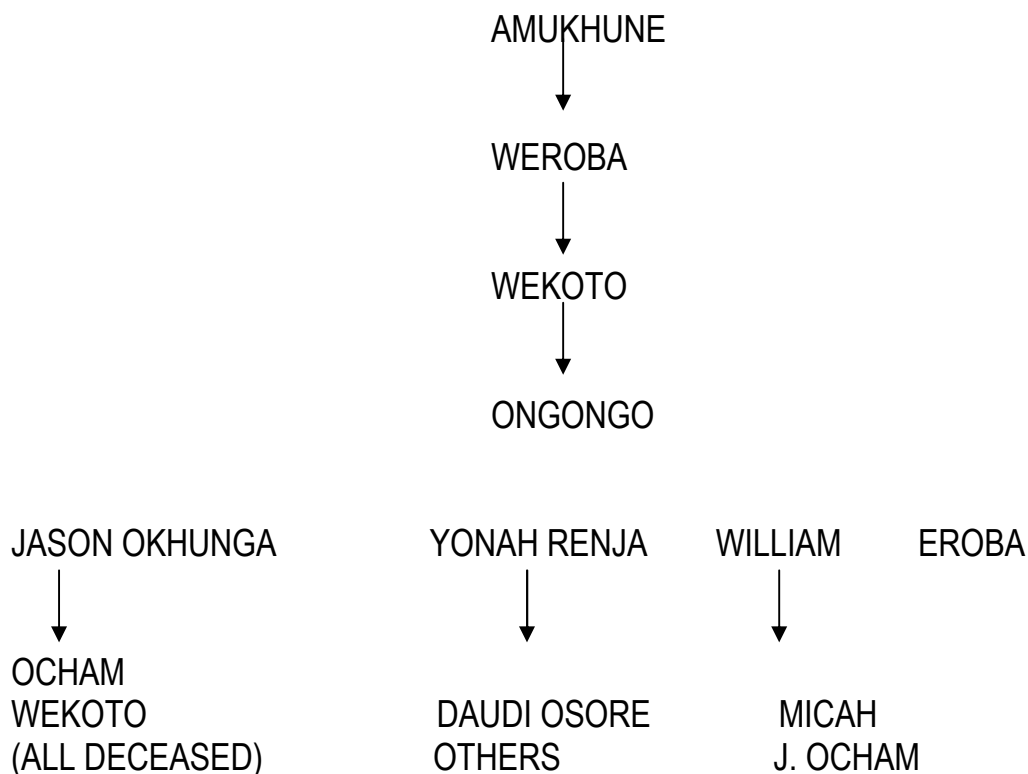 AMUKHUNE
WEROBA
WEKOTO
ONGONGO
JASON OKHUNGA YONAH RENJA WILLIAM EROBA
OCHAM
WEKOTO DAUDI OSORE MICAH
(ALL DECEASED) OTHERS J. OCHAM